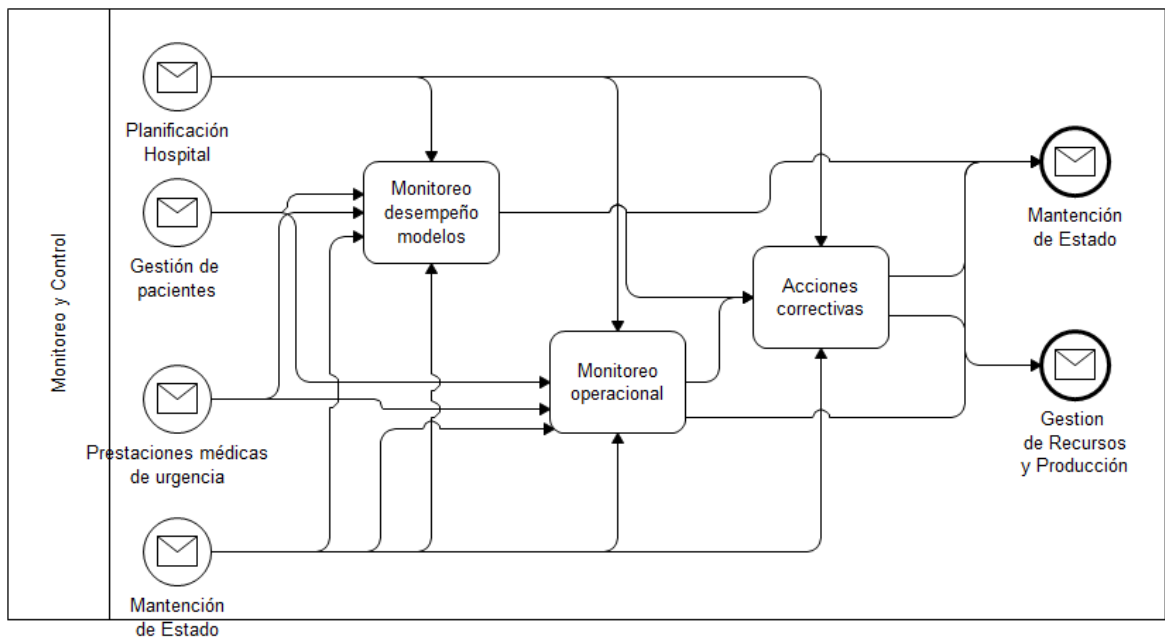 Monitoreo y Control
Planificación
Hospital
Gestión de
pacientes
Prestaciones médicas
de urgencia
Mantención
de Estado
Monitoreo
desempeño
modelos
Monitoreo
operacional
Acciones
correctivas
Mantención
de Estado
Gestion
de Recursos
y Producción